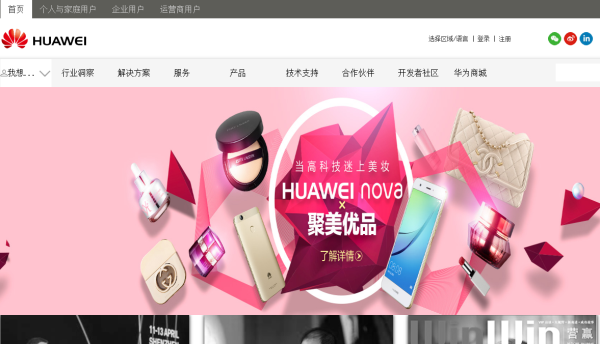 首页 个人与家庭用户 企业用户 运营商用户
HUAWEI 选择区域/语言 | 登录 | 注册
我想... 行业洞察 解决方案 服务 产品 技术支持 合作伙伴 开发者社区 华为商城
当高科技迷上美妆
HUAWEI nova
×
聚美优品
了解详情
11-13 APRIL
SHENZHEN
Win Win
营赢